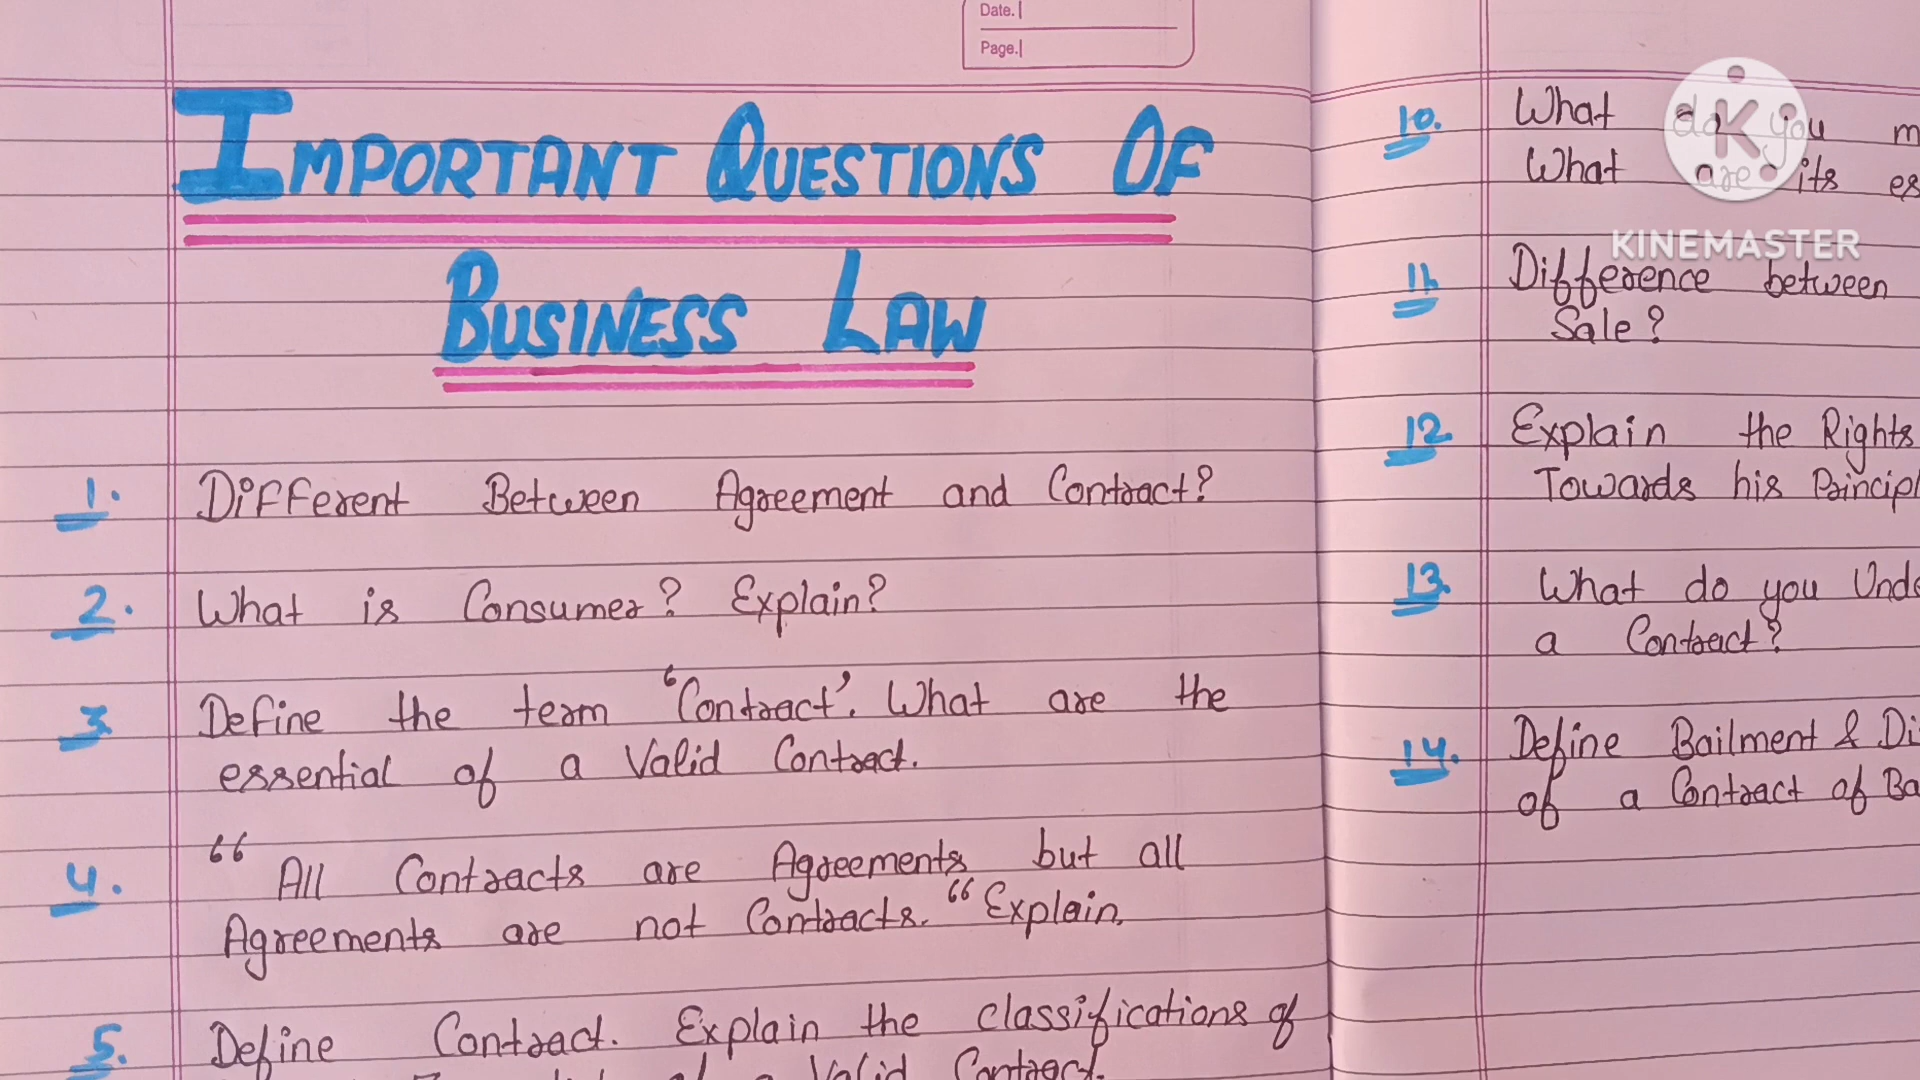 Date.
Page.
IMPORTANT QUESTIONS OF
BUSINESS LAW
1. Different Between Agreement and Contract?
2. What is Consumer? Explain?
3. Define the term ‘Contract’. What are the
essential of a Valid Contract.
4. “ All Contracts are Agreements but all
Agreements are not Contracts. “ Explain.
5. Define Contract. Explain the classifications of
a Valid Contract.
10. What do you
What are its
KINEMASTER
11. Difference between
Sale?
12. Explain the Rights
Towards his
13. What do you
a Contract?
14. Define Bailment &
of a Contract of